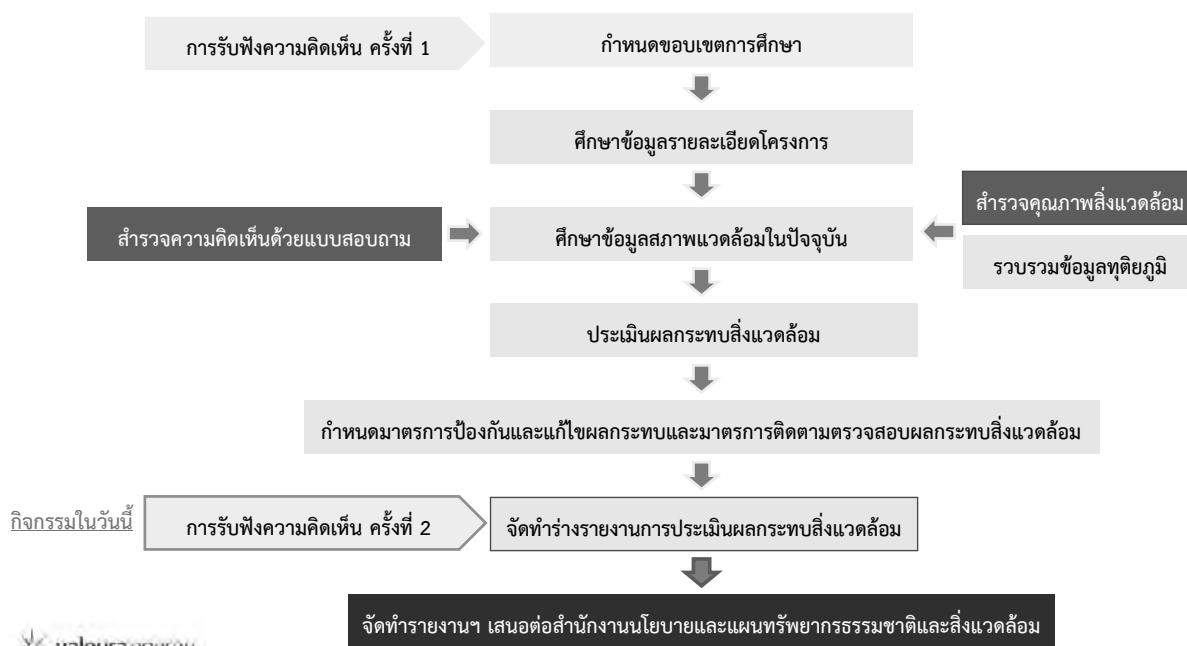 การรับฟังความคิดเห็น ครั้งที่ 1
กำหนดขอบเขตการศึกษา
ศึกษาข้อมูลรายละเอียดโครงการ
สำรวจความคิดเห็นด้วยแบบสอบถาม
ศึกษาข้อมูลสภาพแวดล้อมในปัจจุบัน
สำรวจคุณภาพสิ่งแวดล้อม
รวบรวมข้อมูลทุติยภูมิ
ประเมินผลกระทบสิ่งแวดล้อม
กำหนดมาตรการป้องกันและแก้ไขผลกระทบและมาตรการติดตามตรวจสอบผลกระทบสิ่งแวดล้อม
กิจกรรมในวันนี้
การรับฟังความคิดเห็น ครั้งที่ 2
จัดทำร่างรายงานการประเมินผลกระทบสิ่งแวดล้อม
จัดทำรายงานฯ เสนอต่อสำนักงานนโยบายและแผนทรัพยากรธรรมชาติและสิ่งแวดล้อม